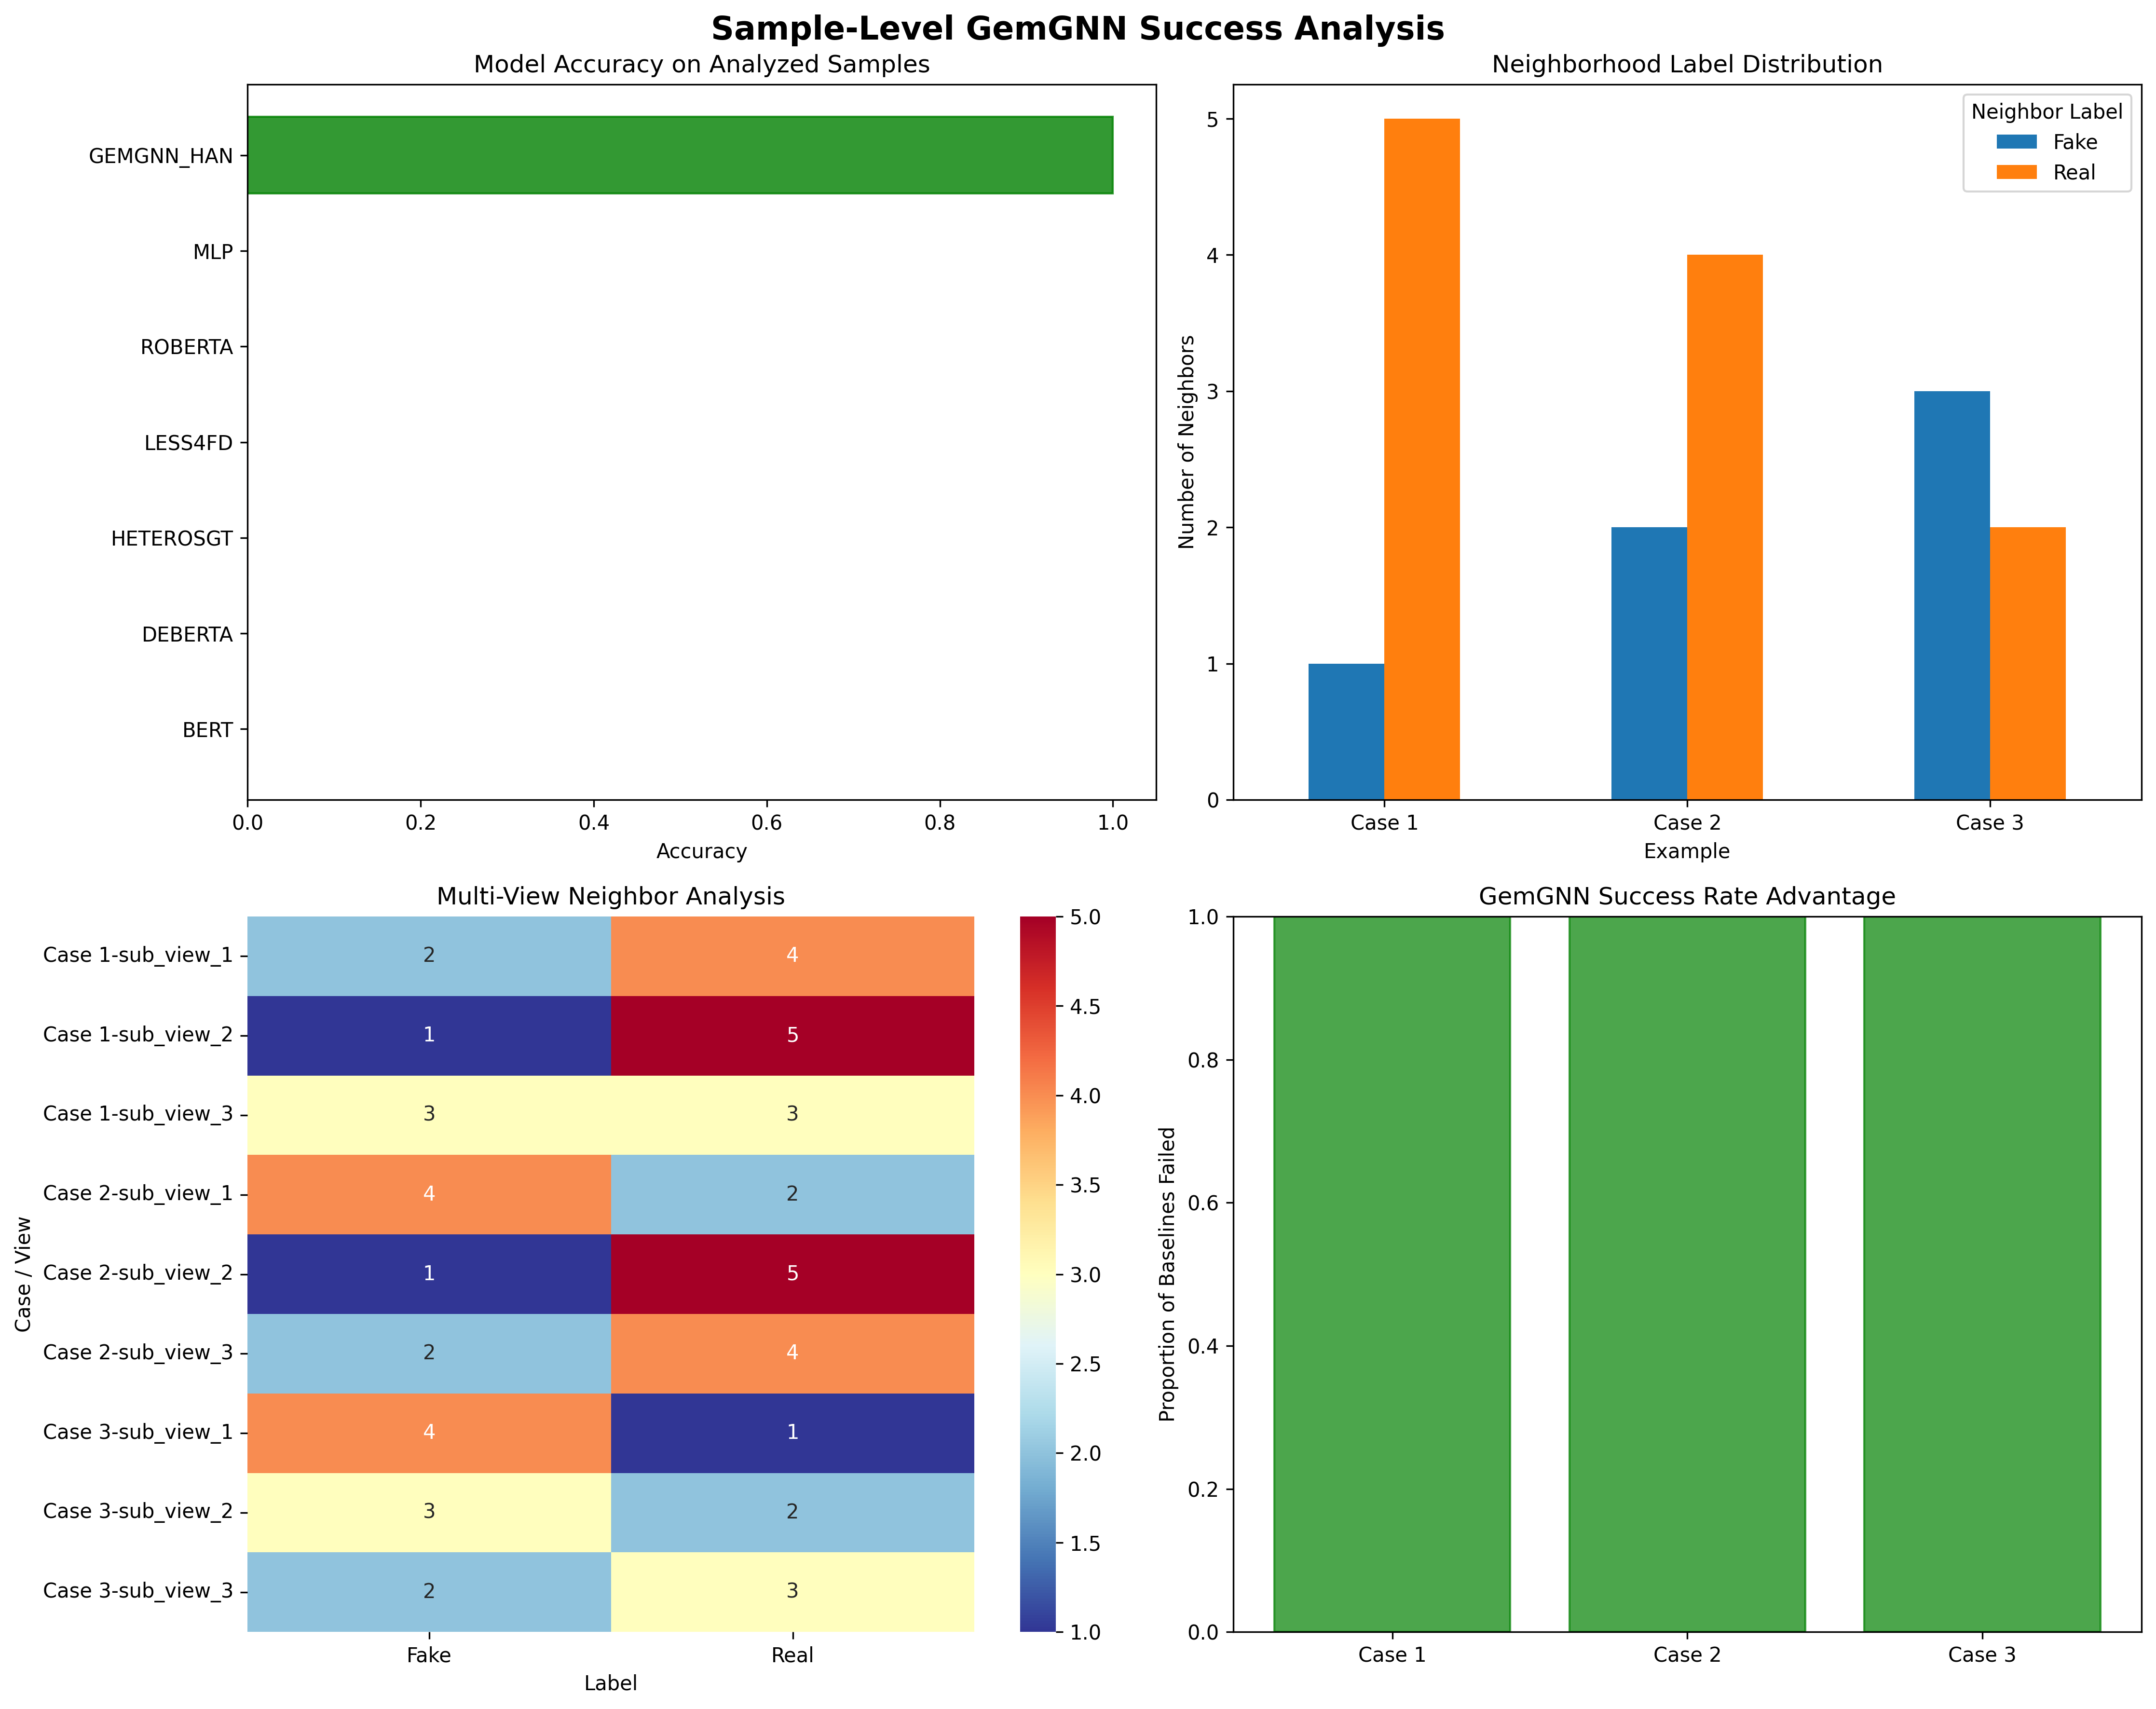 Sample-Level GemGNN Success Analysis
Model Accuracy on Analyzed Samples
GEMGNN_HAN
MLP
ROBERTA
LESS4FD
HETEROSGT
DEBERTA
BERT
0.0 0.2 0.4 0.6 0.8 1.0
Accuracy
Neighborhood Label Distribution
Neighbor Label
Fake
Real
Number of Neighbors
5
4
3
2
1
0
Case 1 Case 2 Case 3
Example
Multi-View Neighbor Analysis
Case / View
Case 1-sub_view_1 2 4
Case 1-sub_view_2 1 5
Case 1-sub_view_3 3 3
Case 2-sub_view_1 4 2
Case 2-sub_view_2 1 5
Case 2-sub_view_3 2 4
Case 3-sub_view_1 4 1
Case 3-sub_view_2 3 2
Case 3-sub_view_3 2 3
Fake Real
Label
5.0
4.5
4.0
3.5
3.0
2.5
2.0
1.5
1.0
GemGNN Success Rate Advantage
Proportion of Baselines Failed
1.0
0.8
0.6
0.4
0.2
0.0
Case 1 Case 2 Case 3